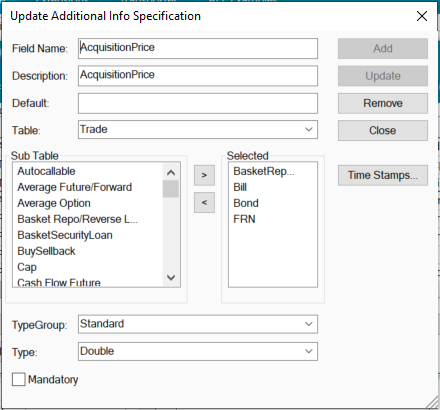 Update Additional Info Specification
Field Name: AcquisitionPrice Add
Description: AcquisitionPrice Update
Default: Remove
Table: Trade Close
Sub Table
Autocallable
Average Future/Forward
Average Option
Basket Repo/Reverse L...
BasketSecurityLoan
BuySellback
Cap
Cash Flow Future
>
<
Selected
BasketRep...
Bill
Bond
FRN
Time Stamps...
TypeGroup: Standard
Type: Double
Mandatory